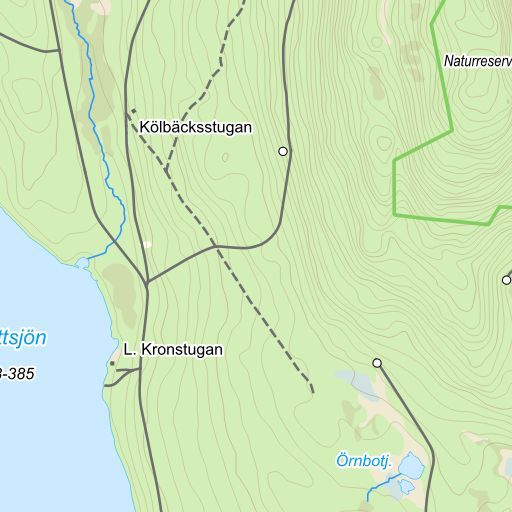 Naturreserv
Kölbäcksstugan
ttsjön
L. Kronstugan
-385
Örnbotj.